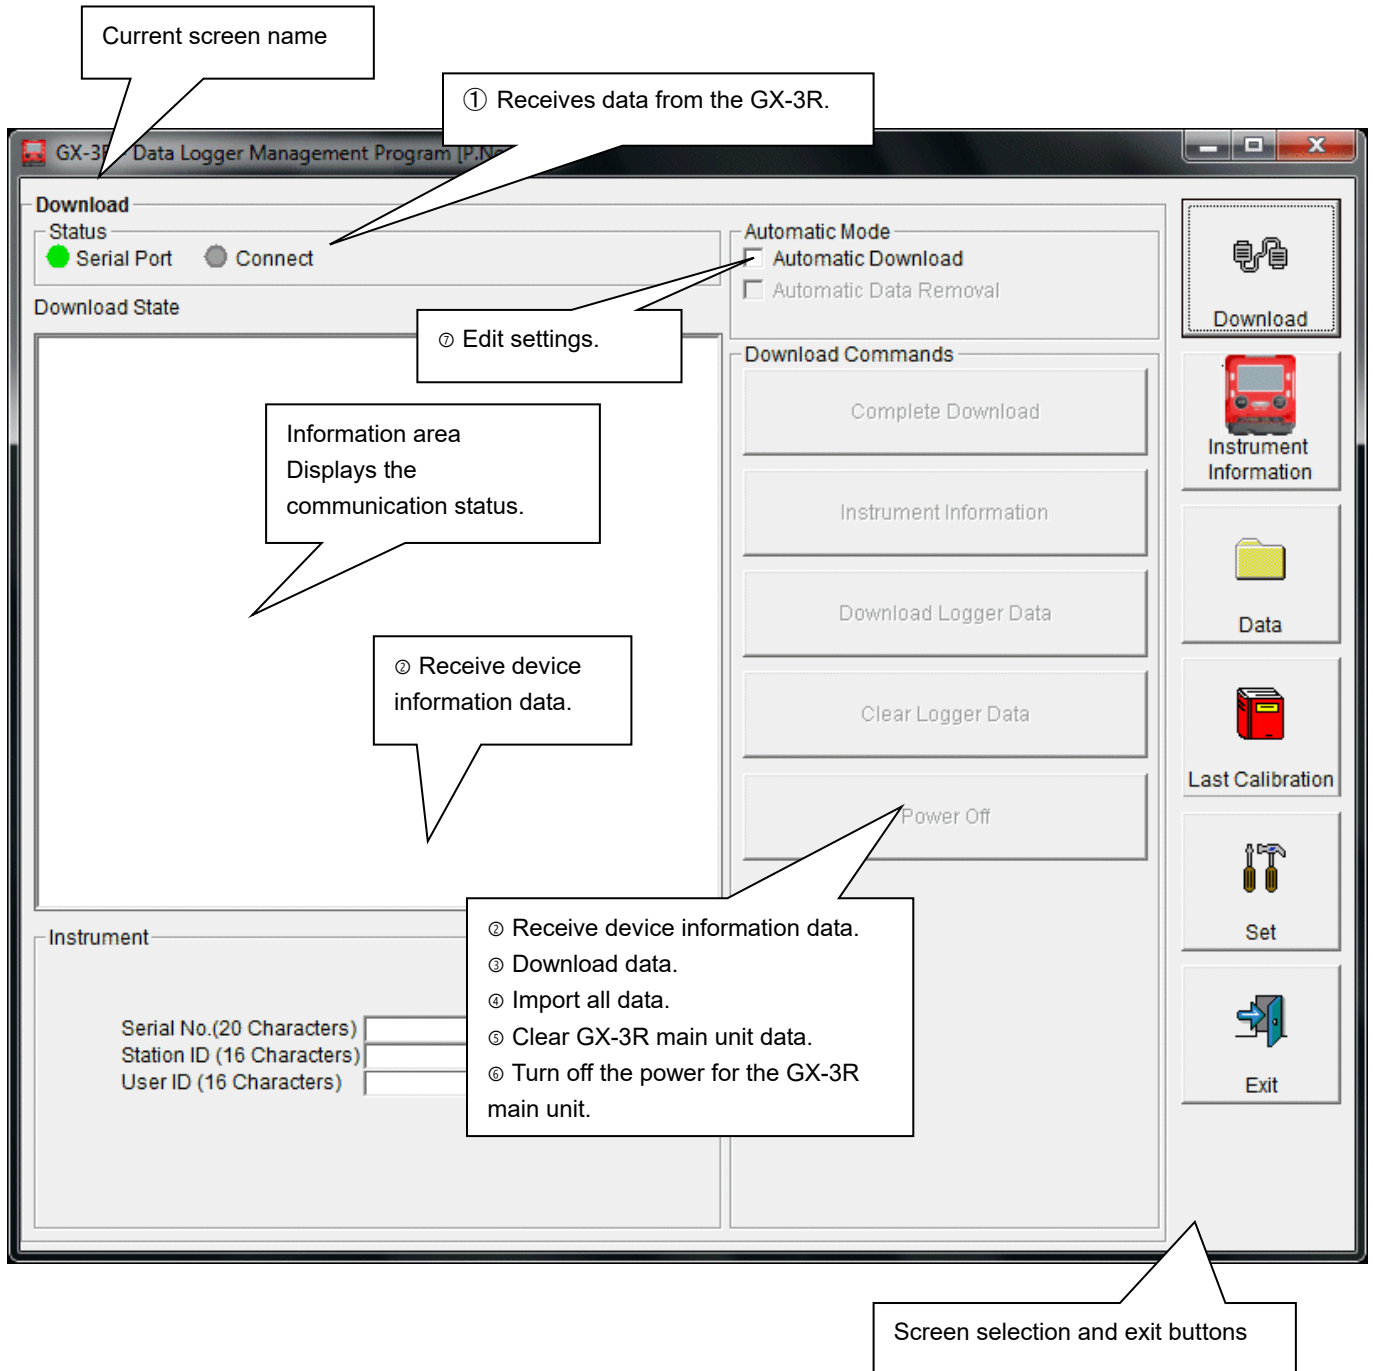 Current screen name
① Receives data from the GX-3R.
GX-3R Data Logger Management Program [P.No
Download
Status
Serial Port
Connect
Automatic Mode
Automatic Download
Automatic Data Removal
Download State
⑦ Edit settings.
Download Commands
Complete Download
Instrument Information
Download Logger Data
Clear Logger Data
Power Off
Information area
Displays the
communication status.
② Receive device
information data.
② Receive device information data.
③ Download data.
④ Import all data.
⑤ Clear GX-3R main unit data.
⑥ Turn off the power for the GX-3R
main unit.
Instrument
Serial No.(20 Characters)
Station ID (16 Characters)
User ID (16 Characters)
Download
Instrument
Information
Data
Last Calibration
Set
Exit
Screen selection and exit buttons